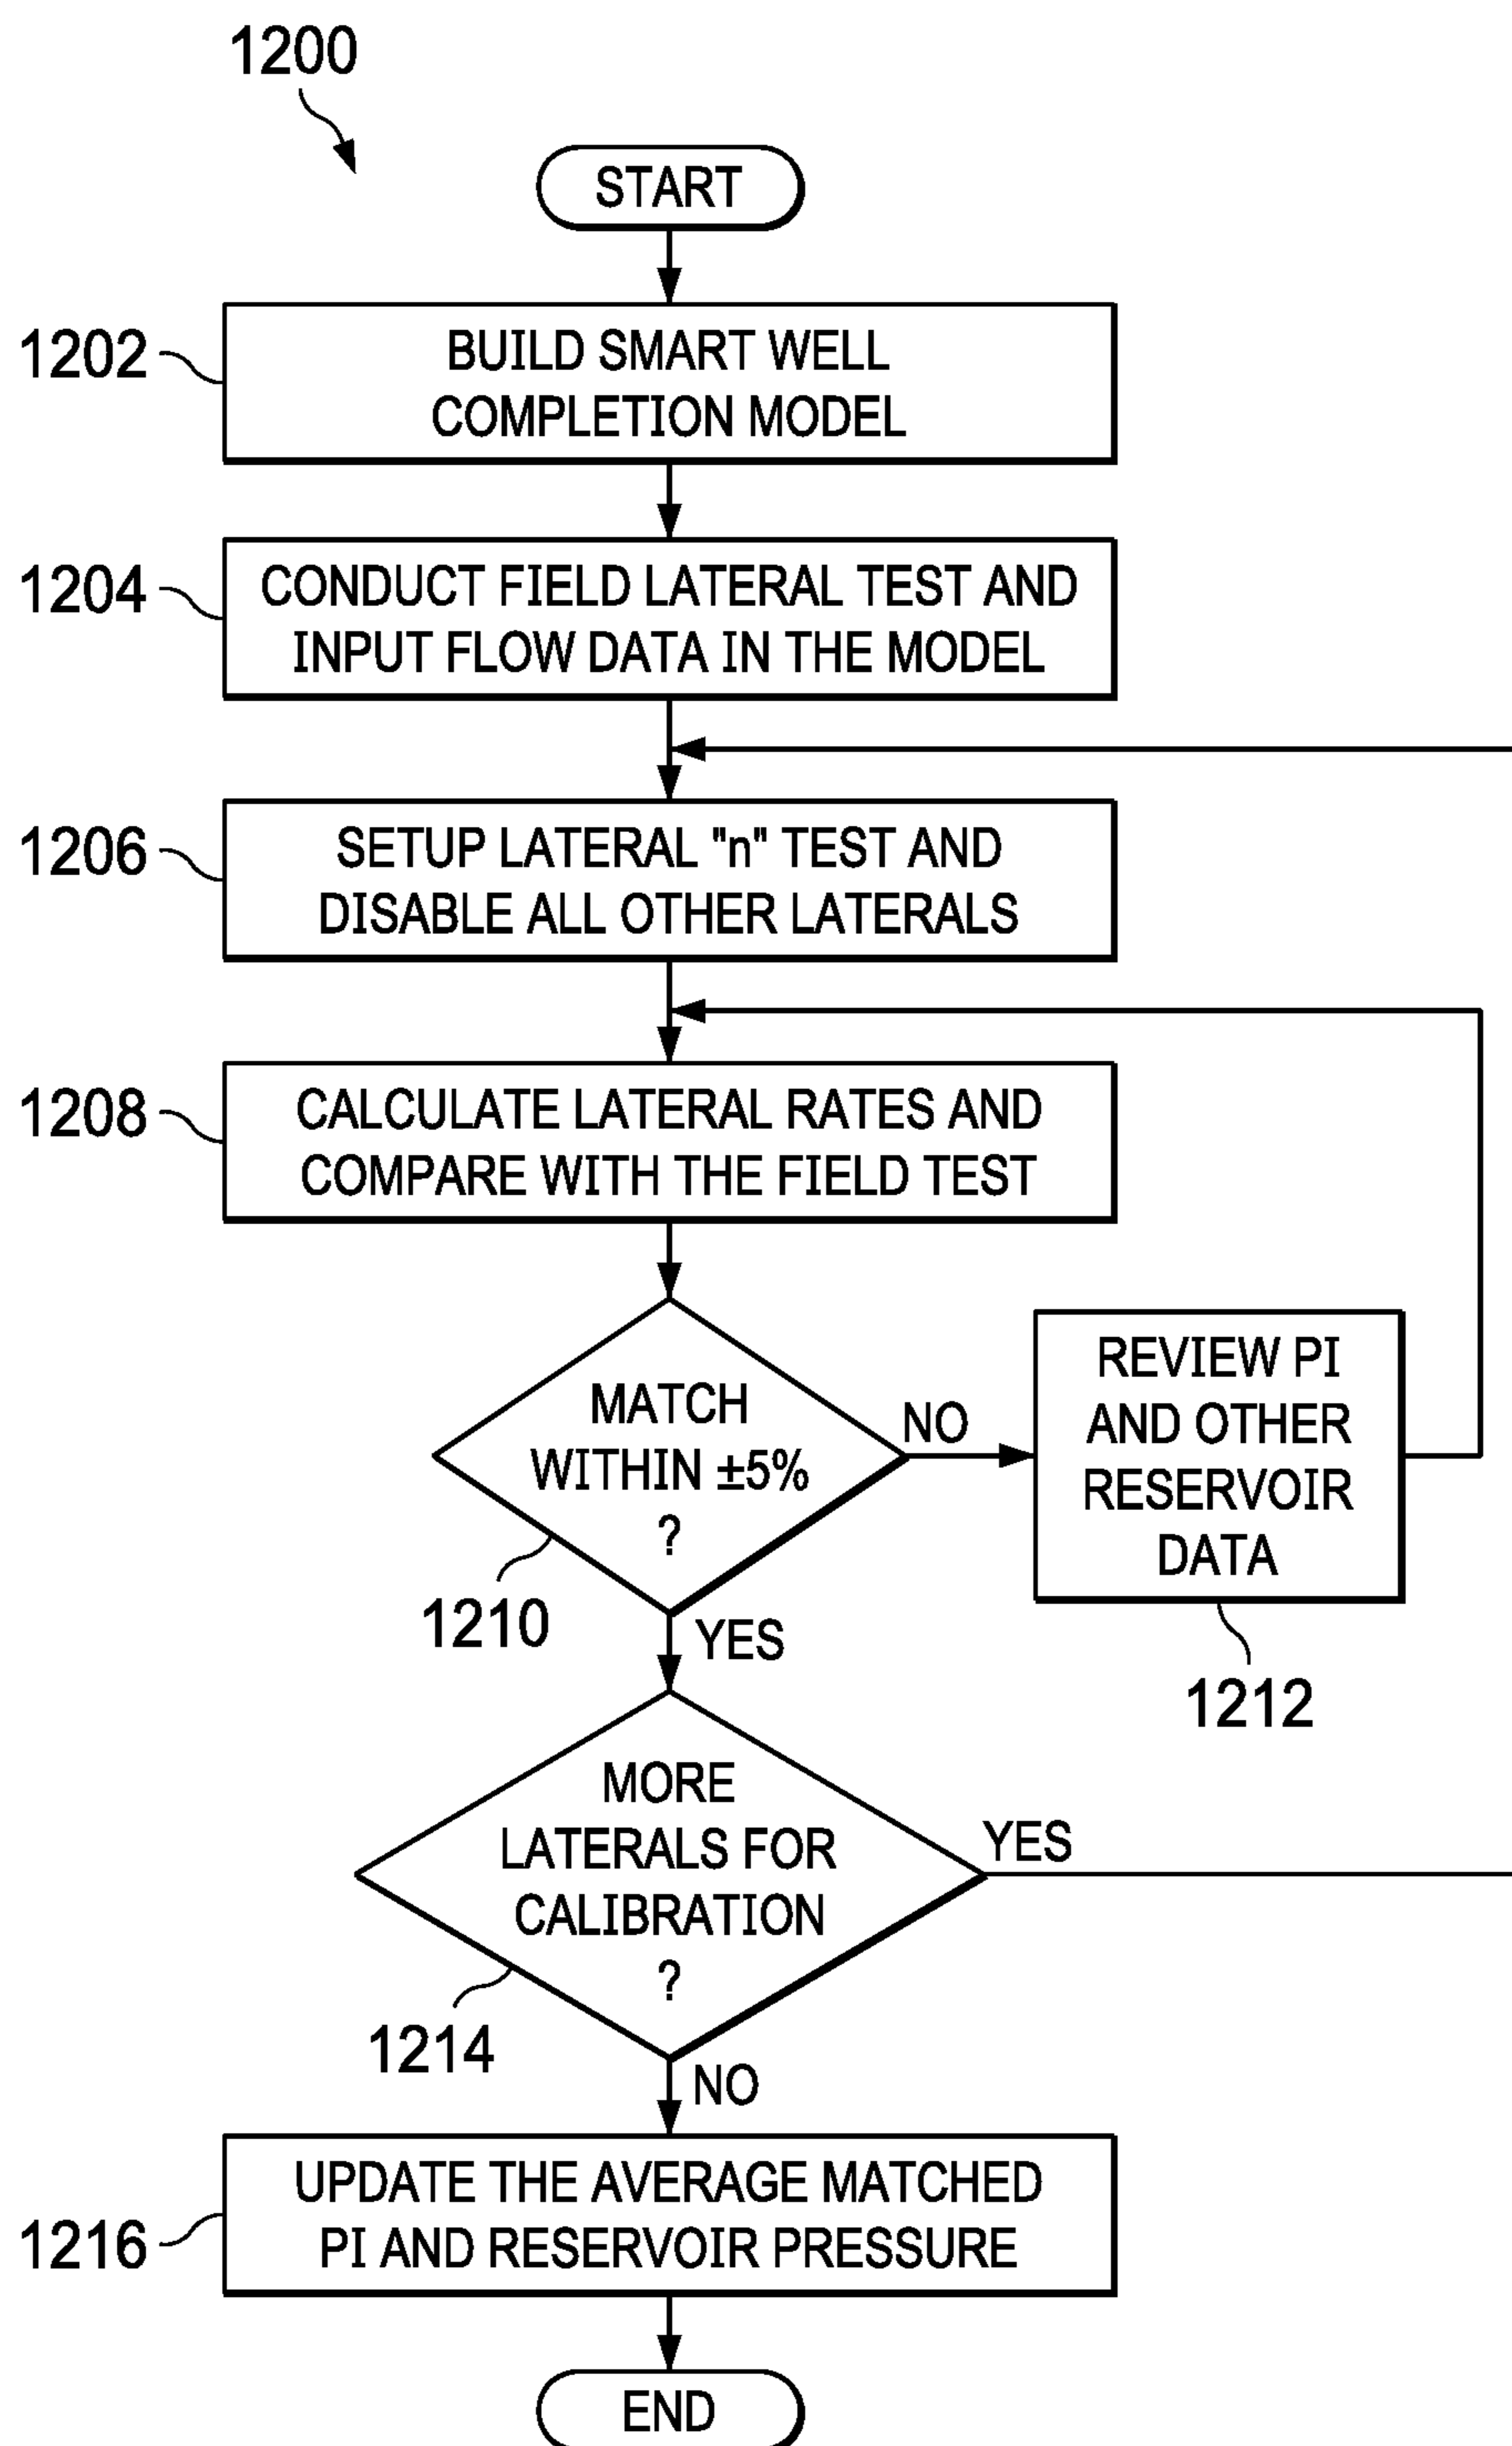 1200
START
1202
BUILD SMART WELL
COMPLETION MODEL
1204
CONDUCT FIELD LATERAL TEST AND
INPUT FLOW DATA IN THE MODEL
1206
SETUP LATERAL "n" TEST AND
DISABLE ALL OTHER LATERALS
1208
CALCULATE LATERAL RATES AND
COMPARE WITH THE FIELD TEST
MATCH
WITHIN ±5%
?
1210
NO
REVIEW PI
AND OTHER
RESERVOIR
DATA
1212
YES
MORE
LATERALS FOR
CALIBRATION
?
1214
YES
NO
1216
UPDATE THE AVERAGE MATCHED
PI AND RESERVOIR PRESSURE
END